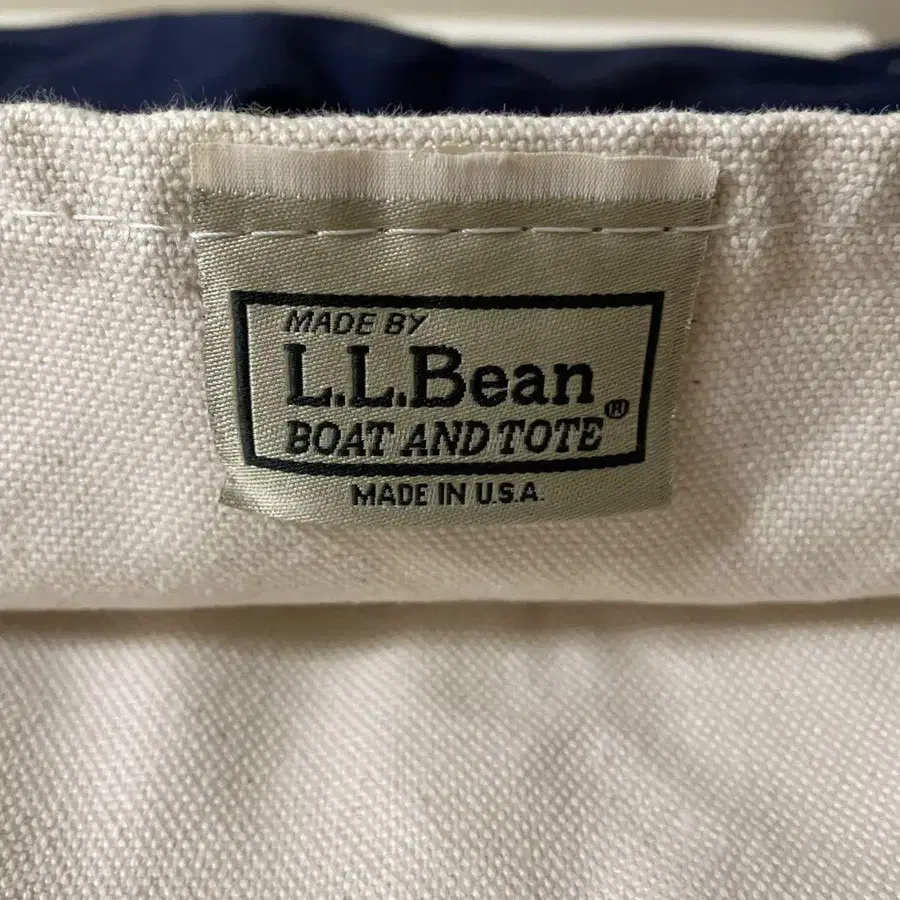 MADE BY
L.L.Bean
BOAT AND TOTE®
MADE IN U.S.A.